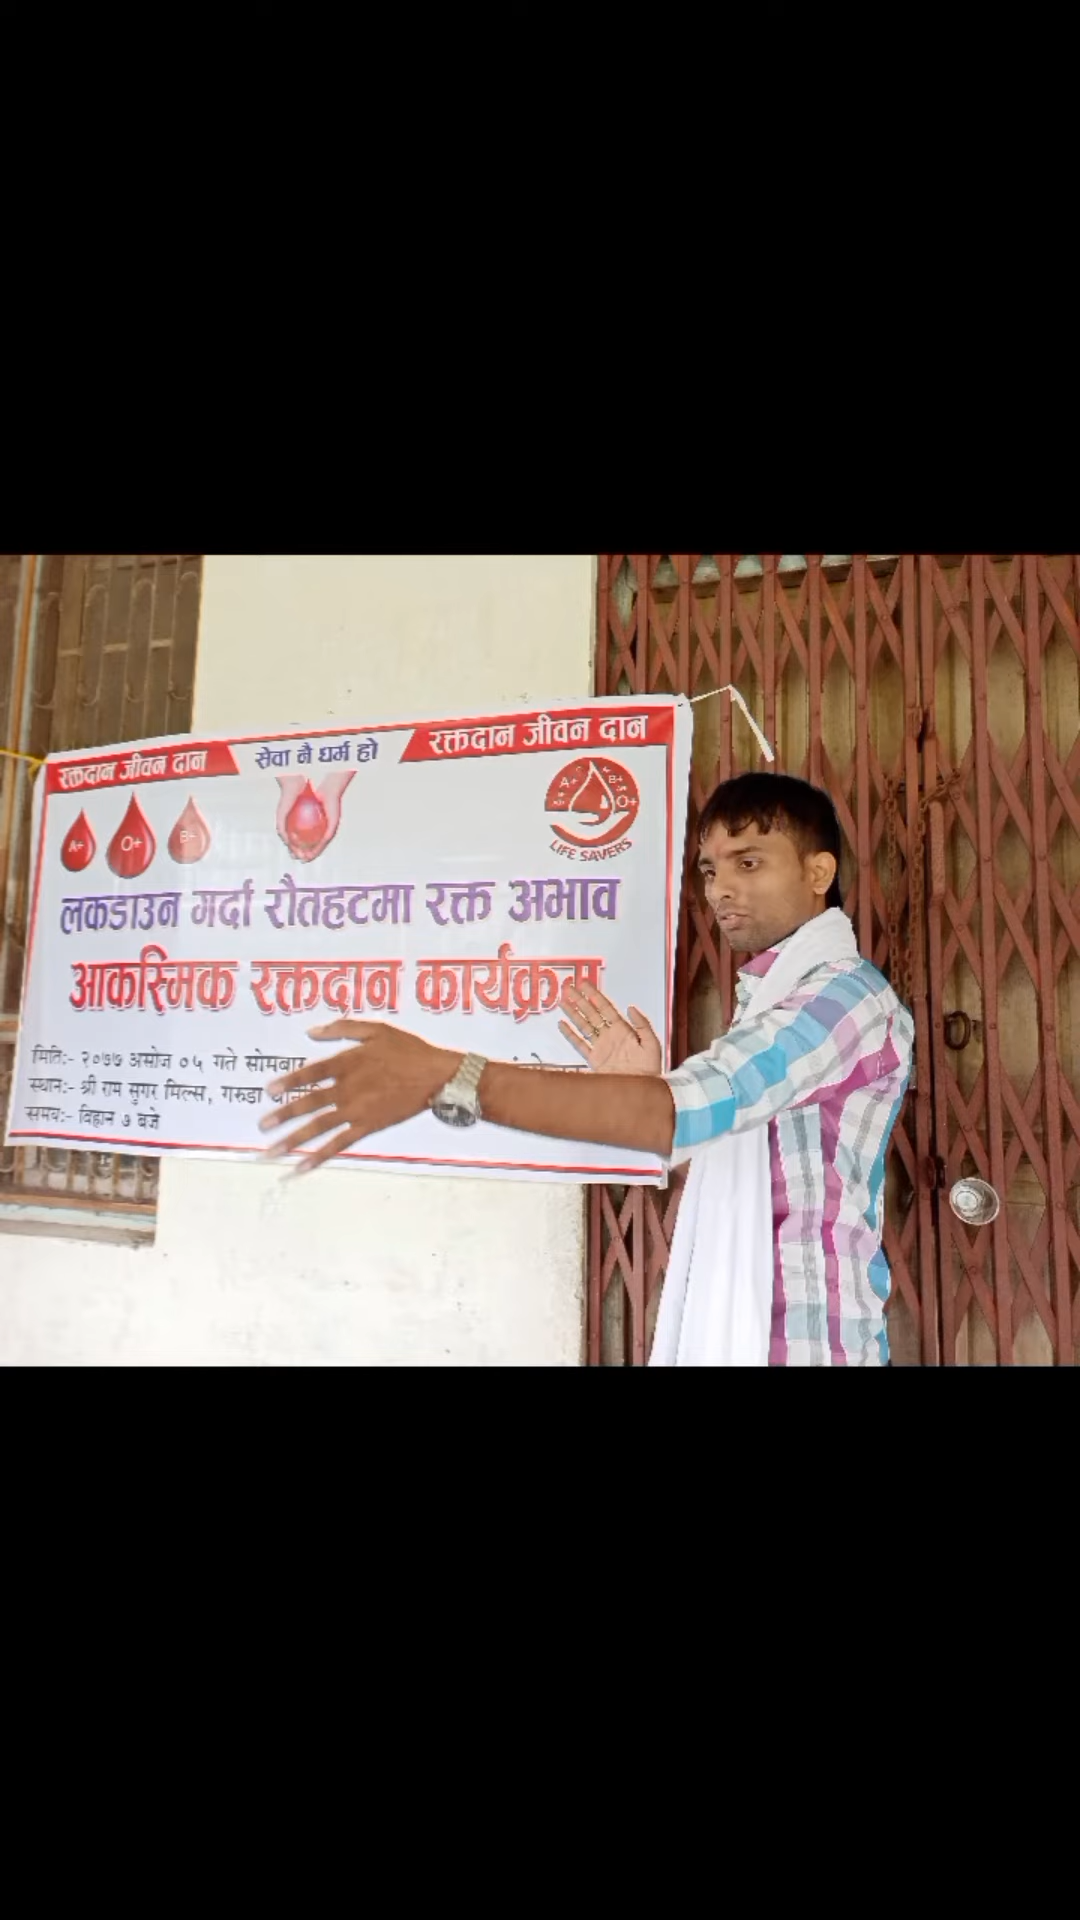 रक्तदान जीवन दान सेवा नै धर्म हो रक्तदान जीवन दान
A+ O+ B+
A+ B+ O+
LIFE SAVERS
लकडाउन गर्दा रौतहटमा रक्त अभाव
आकस्मिक रक्तदान कार्यक्रम
मितिः- २०७७ असोज ०५ गते सोमबार
स्थानः- श्री राम सुगर मिल्स, गरुडा
समयः- बिहान ७ बजे